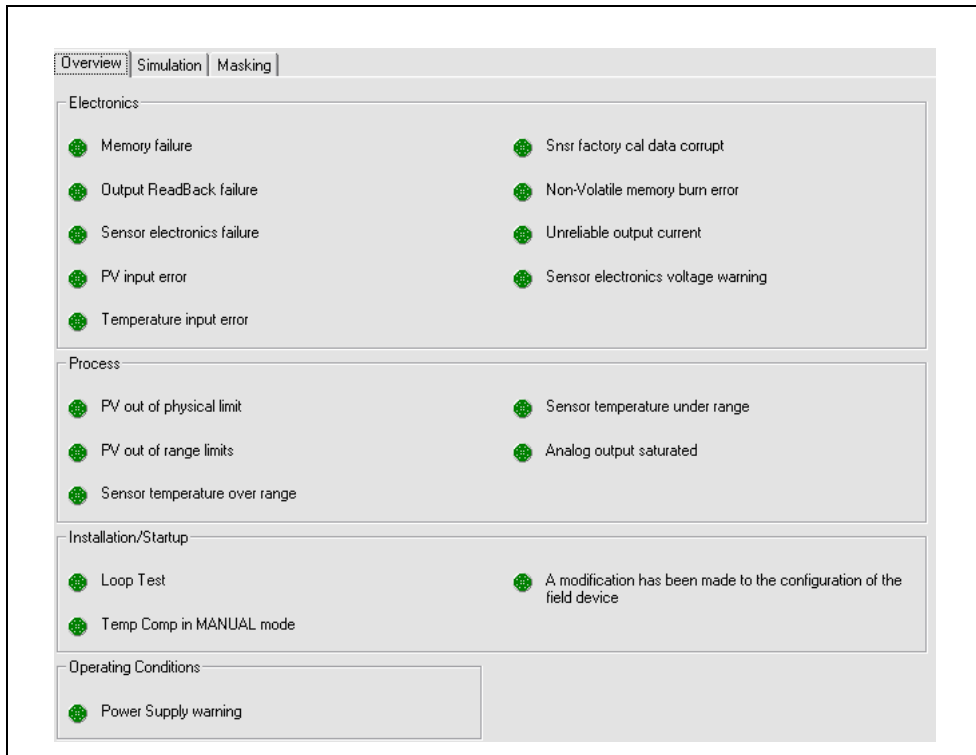 Overview Simulation Masking
Electronics
Memory failure
Output ReadBack failure
Sensor electronics failure
PV input error
Temperature input error
Snsr factory cal data corrupt
Non-Volatile memory burn error
Unreliable output current
Sensor electronics voltage warning
Process
PV out of physical limit
PV out of range limits
Sensor temperature over range
Sensor temperature under range
Analog output saturated
Installation/Startup
Loop Test
Temp Comp in MANUAL mode
A modification has been made to the configuration of the
field device
Operating Conditions
Power Supply warning